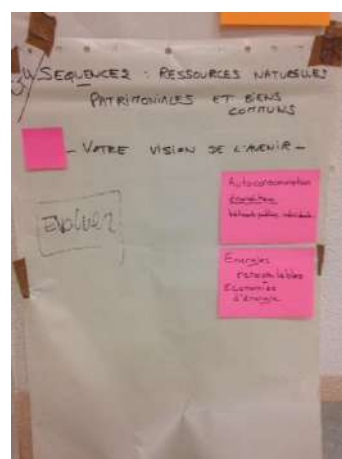 SEQUENCE 2 : RESSOURCES NATURELLES
PATRIMONIALES ET BIENS
COMMUNS
- VOTRE VISION DE L'AVENIR -
Autoconsommation
EVOLUER
Energies
renouvelables
Economies
d'énergie